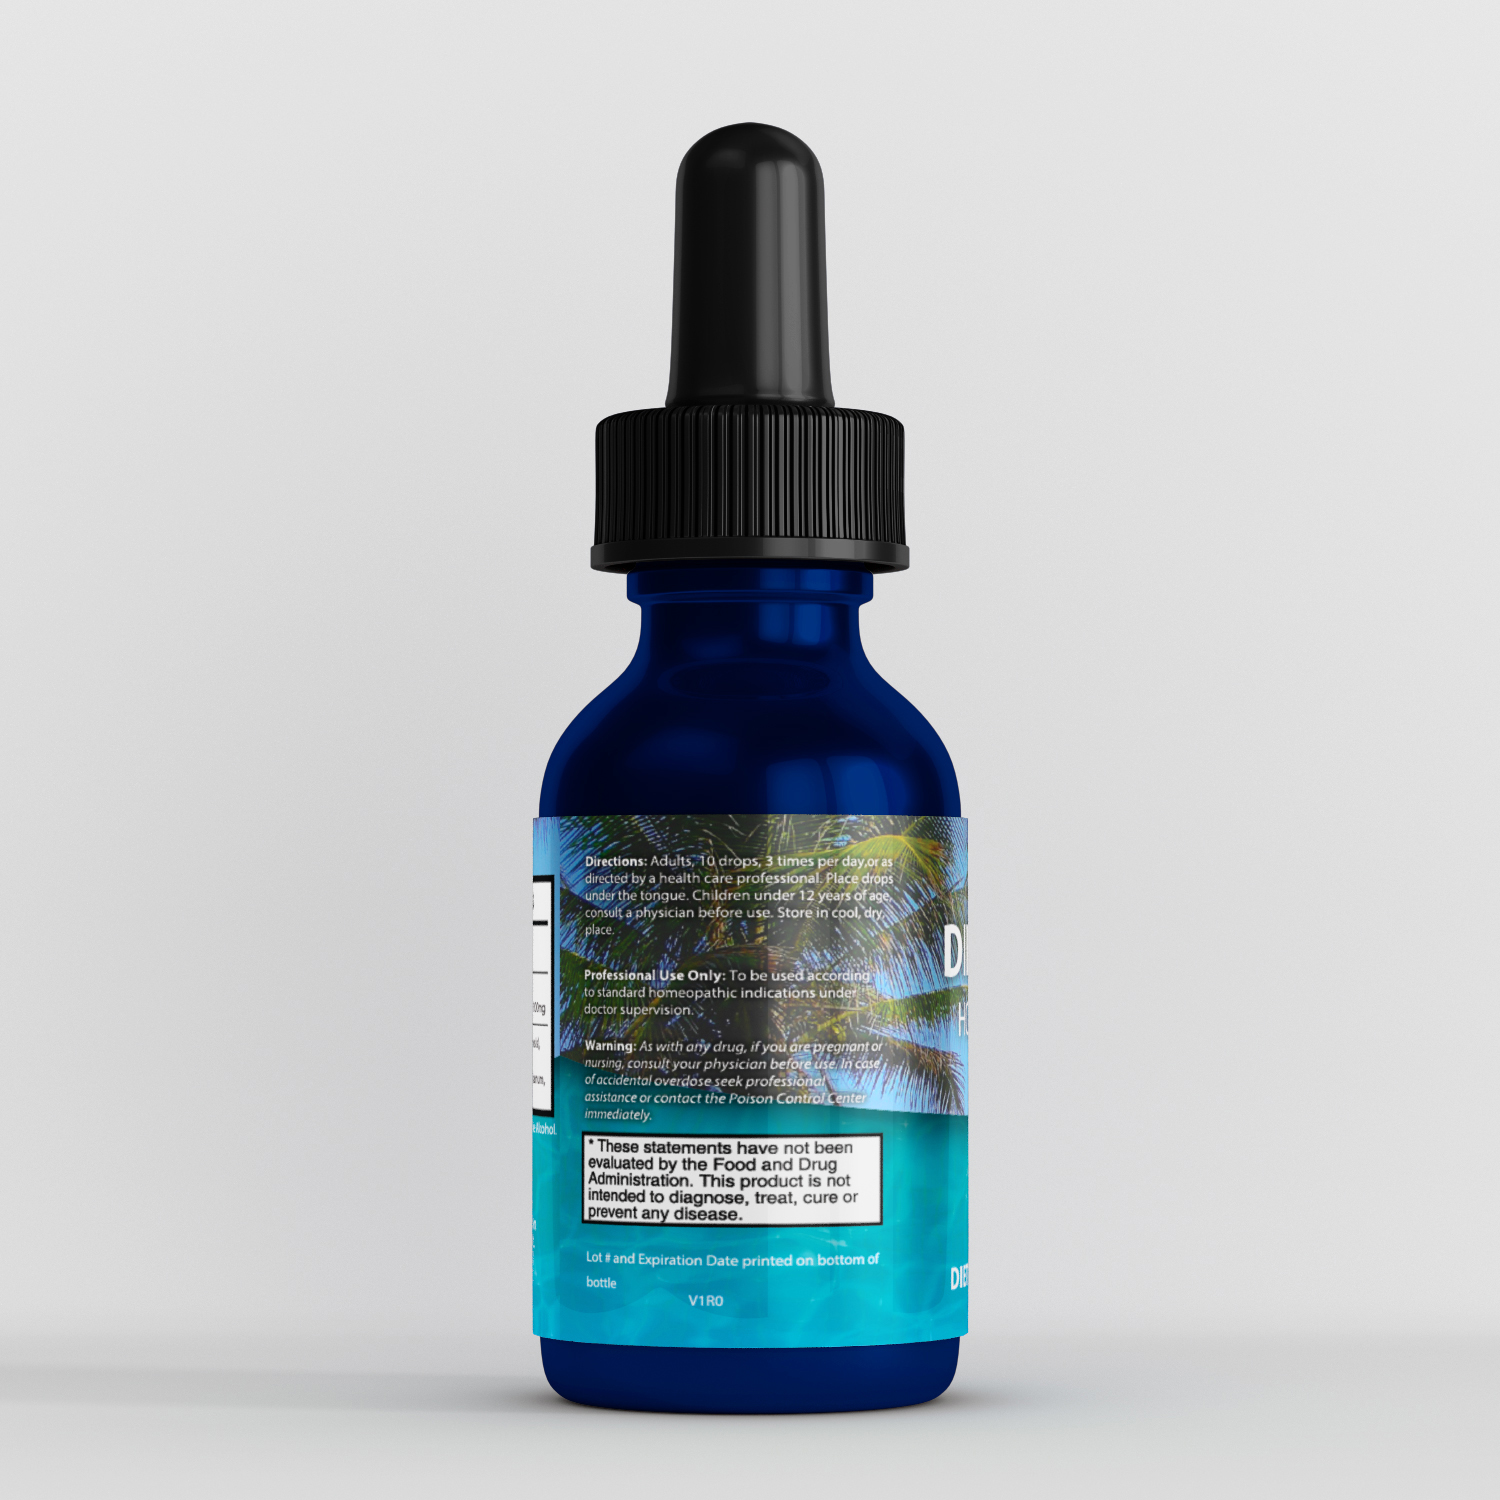 Directions: Adults, 10 drops, 3 times per day,or as
directed by a health care professional. Place drops
under the tongue. Children under 12 years of age,
consult a physician before use. Store in cool, dry,
place.
Professional Use Only: To be used according
to standard homeopathic indications under
doctor supervision.
Warning: As with any drug, if you are pregnant or
nursing, consult your physician before use. In case
of accidental overdose seek professional
assistance or contact the Poison Control Center
immediately.
* These statements have not been
evaluated by the Food and Drug
Administration. This product is not
intended to diagnose, treat, cure or
prevent any disease.
Lot # and Expiration Date printed on bottom of
bottle
V1R0
Alcohol.